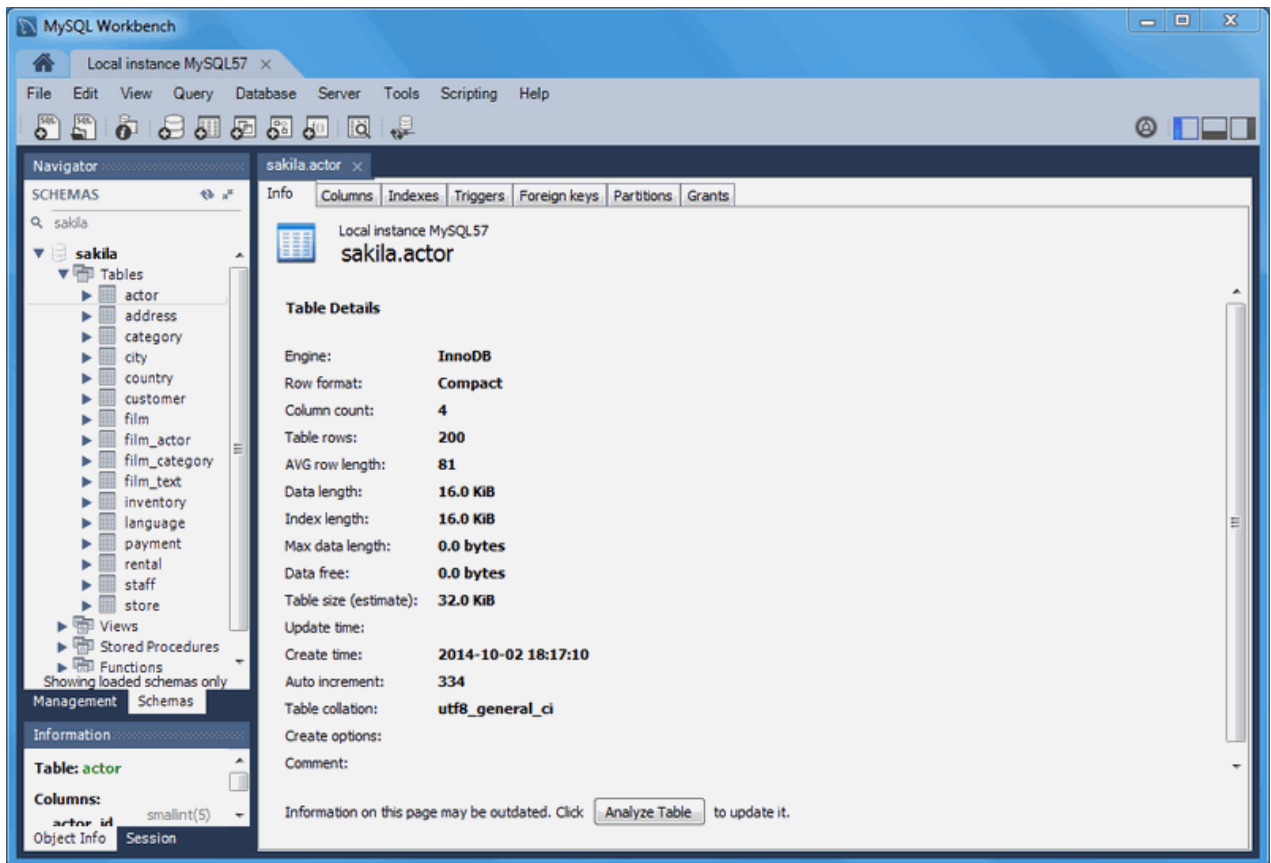 MySQL Workbench
Local instance MySQL57
File Edit View Query Database Server Tools Scripting Help
Navigator
SCHEMAS
sakila
sakila
Tables
actor
address
category
city
country
customer
film
film_actor
film_category
film_text
inventory
language
payment
rental
staff
store
Views
Stored Procedures
Functions
Showing loaded schemas only
Management Schemas
Information
Table: actor
Columns:
actor_id smallint(5)
Object Info Session
sakila.actor
Info Columns Indexes Triggers Foreign keys Partitions Grants
Local instance MySQL57
sakila.actor
Table Details
Engine: InnoDB
Row format: Compact
Column count: 4
Table rows: 200
AVG row length: 81
Data length: 16.0 KiB
Index length: 16.0 KiB
Max data length: 0.0 bytes
Data free: 0.0 bytes
Table size (estimate): 32.0 KiB
Update time:
Create time: 2014-10-02 18:17:10
Auto increment: 334
Table collation: utf8_general_ci
Create options:
Comment:
Information on this page may be outdated. Click Analyze Table to update it.